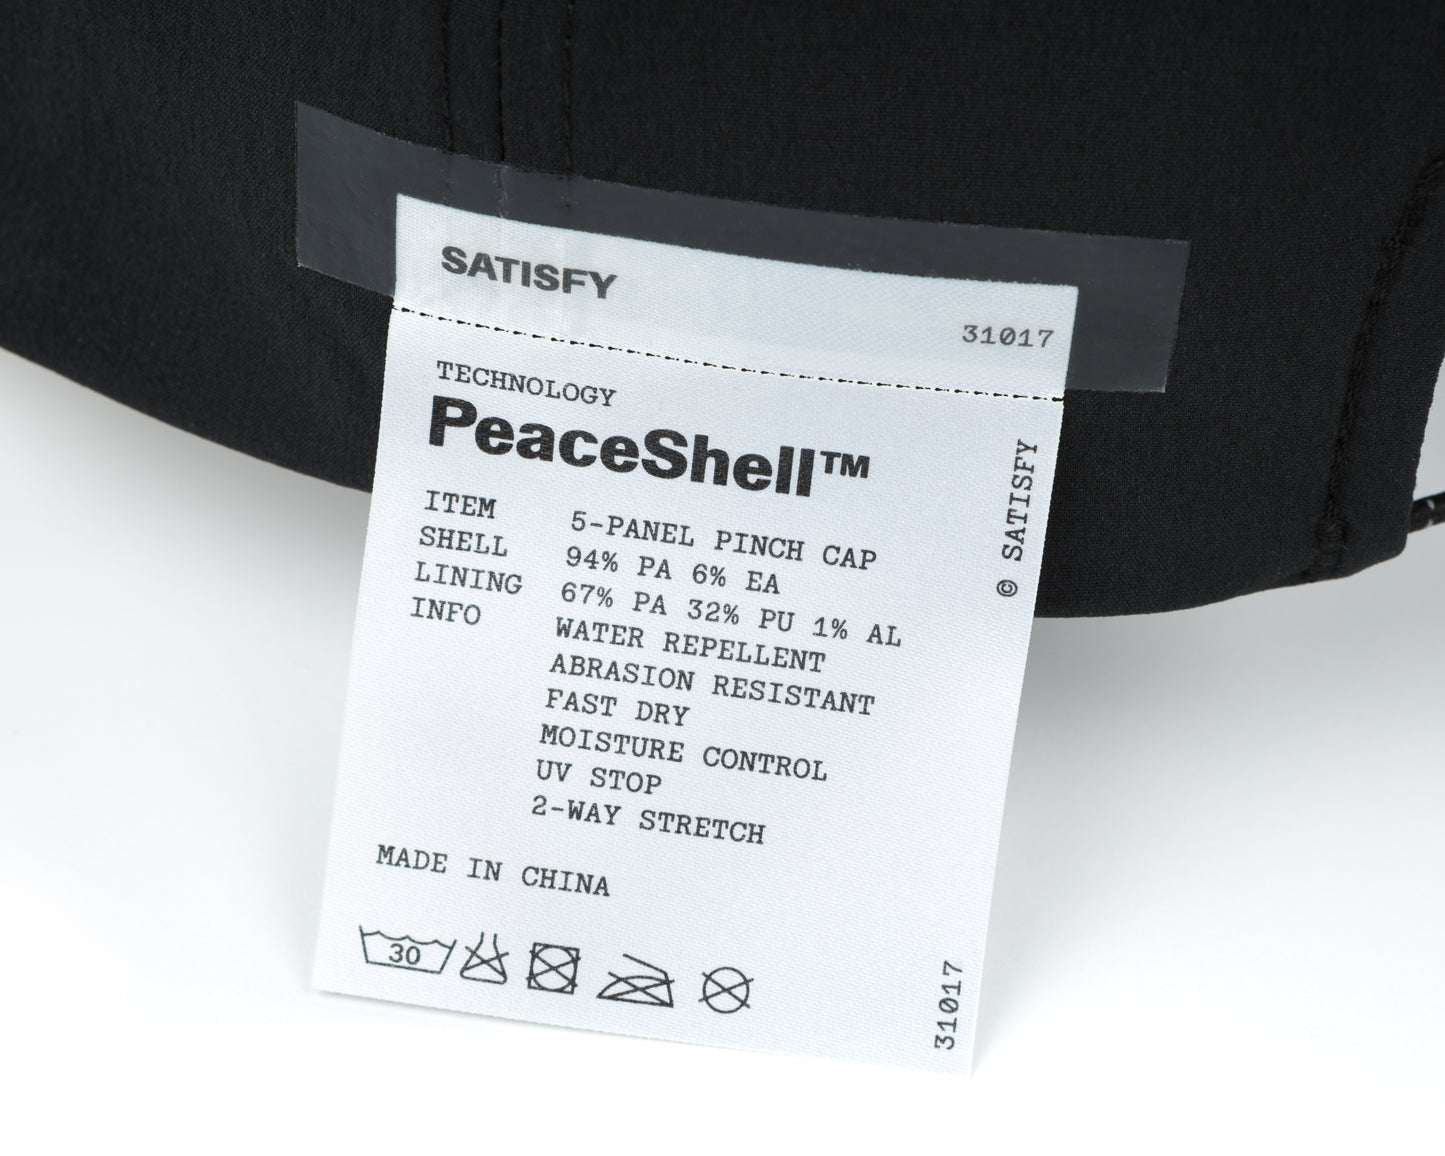 SATISFY
31017
TECHNOLOGY
PeaceShell™
ITEM 5-PANEL PINCH CAP
SHELL 94% PA 6% EA
LINING 67% PA 32% PU 1% AL
INFO WATER REPELLENT
ABRASION RESISTANT
FAST DRY
MOISTURE CONTROL
UV STOP
2-WAY STRETCH
MADE IN CHINA
30
© SATISFY
31017